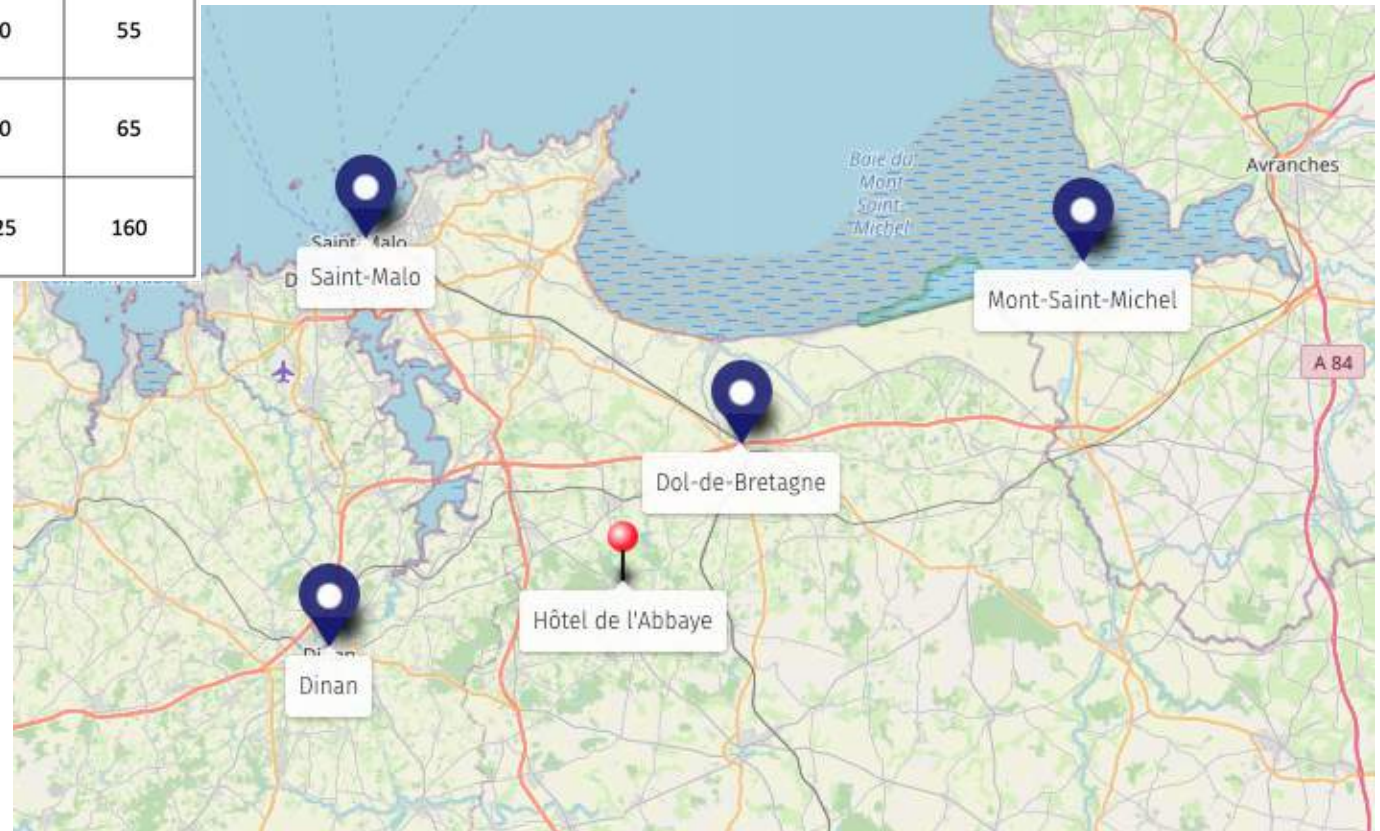 55
65
160
Baie du
Mont
Saint-
Michel
Avranches
Saint-Malo
Mont-Saint-Michel
A 84
Dol-de-Bretagne
Hôtel de l'Abbaye
Dinan